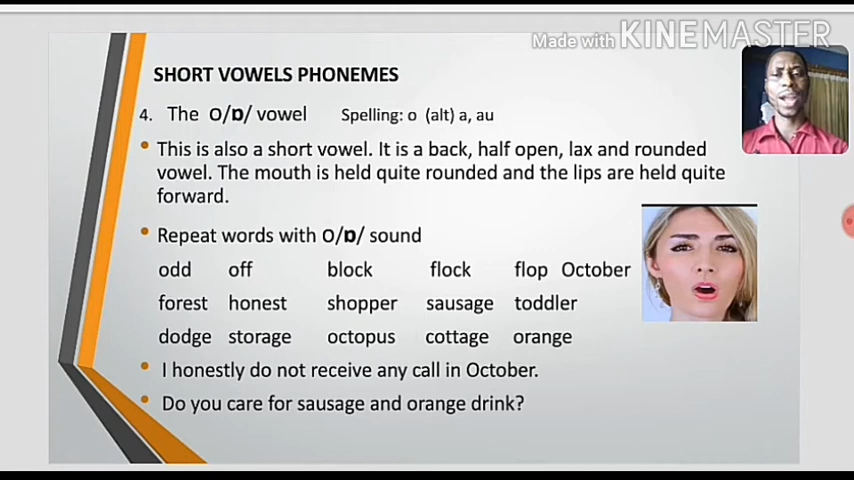 Made with KINEMASTER
SHORT VOWELS PHONEMES
4. The o/ɒ/ vowel Spelling: o (alt) a, au
• This is also a short vowel. It is a back, half open, lax and rounded
vowel. The mouth is held quite rounded and the lips are held quite
forward.
• Repeat words with o/ɒ/ sound
odd off block flock flop October
forest honest shopper sausage toddler
dodge storage octopus cottage orange
• I honestly do not receive any call in October.
• Do you care for sausage and orange drink?